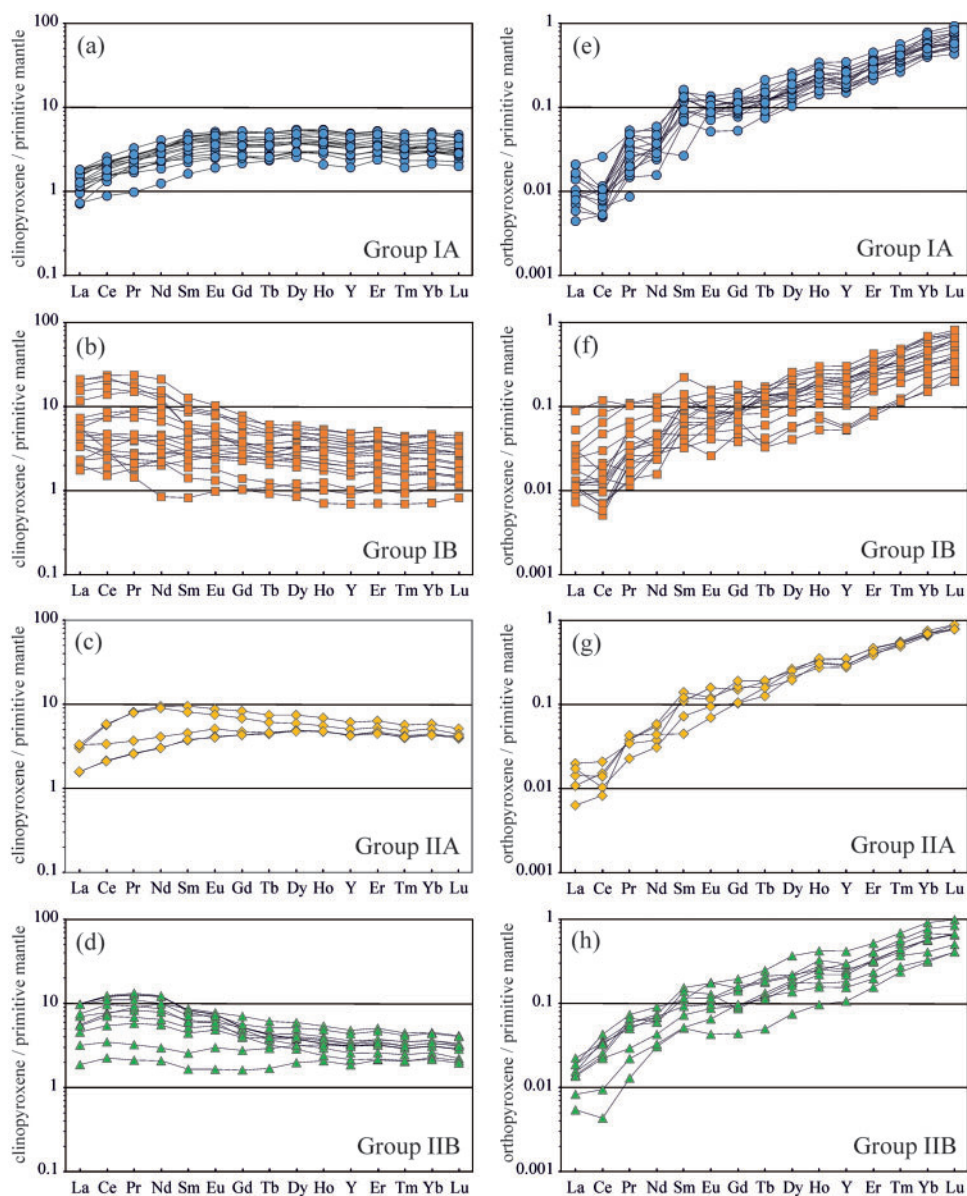 (a)
clinopyroxene / primitive mantle
100
10
1
0.1
Group IA
La Ce Pr Nd Sm Eu Gd Tb Dy Ho Y Er Tm Yb Lu
(e)
orthopyroxene / primitive mantle
1
0.1
0.01
0.001
Group IA
La Ce Pr Nd Sm Eu Gd Tb Dy Ho Y Er Tm Yb Lu
(b)
clinopyroxene / primitive mantle
100
10
1
0.1
Group IB
La Ce Pr Nd Sm Eu Gd Tb Dy Ho Y Er Tm Yb Lu
(f)
orthopyroxene / primitive mantle
1
0.1
0.01
0.001
Group IB
La Ce Pr Nd Sm Eu Gd Tb Dy Ho Y Er Tm Yb Lu
(c)
clinopyroxene / primitive mantle
100
10
1
0.1
Group IIA
La Ce Pr Nd Sm Eu Gd Tb Dy Ho Y Er Tm Yb Lu
(g)
orthopyroxene / primitive mantle
1
0.1
0.01
0.001
Group IIA
La Ce Pr Nd Sm Eu Gd Tb Dy Ho Y Er Tm Yb Lu
(d)
clinopyroxene / primitive mantle
100
10
1
0.1
Group IIB
La Ce Pr Nd Sm Eu Gd Tb Dy Ho Y Er Tm Yb Lu
(h)
orthopyroxene / primitive mantle
1
0.1
0.01
0.001
Group IIB
La Ce Pr Nd Sm Eu Gd Tb Dy Ho Y Er Tm Yb Lu